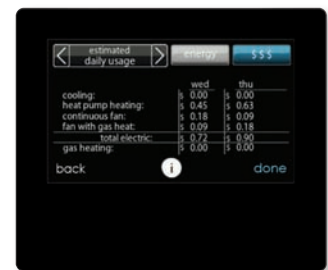 < estimated daily usage > energy $$$
wed thu
cooling: $ 0.00 $ 0.00
heat pump heating: $ 0.45 $ 0.63
continuous fan: $ 0.18 $ 0.09
fan with gas heat: $ 0.09 $ 0.18
total electric: $ 0.72 $ 0.90
gas heating: $ 0.00 $ 0.00
back i done